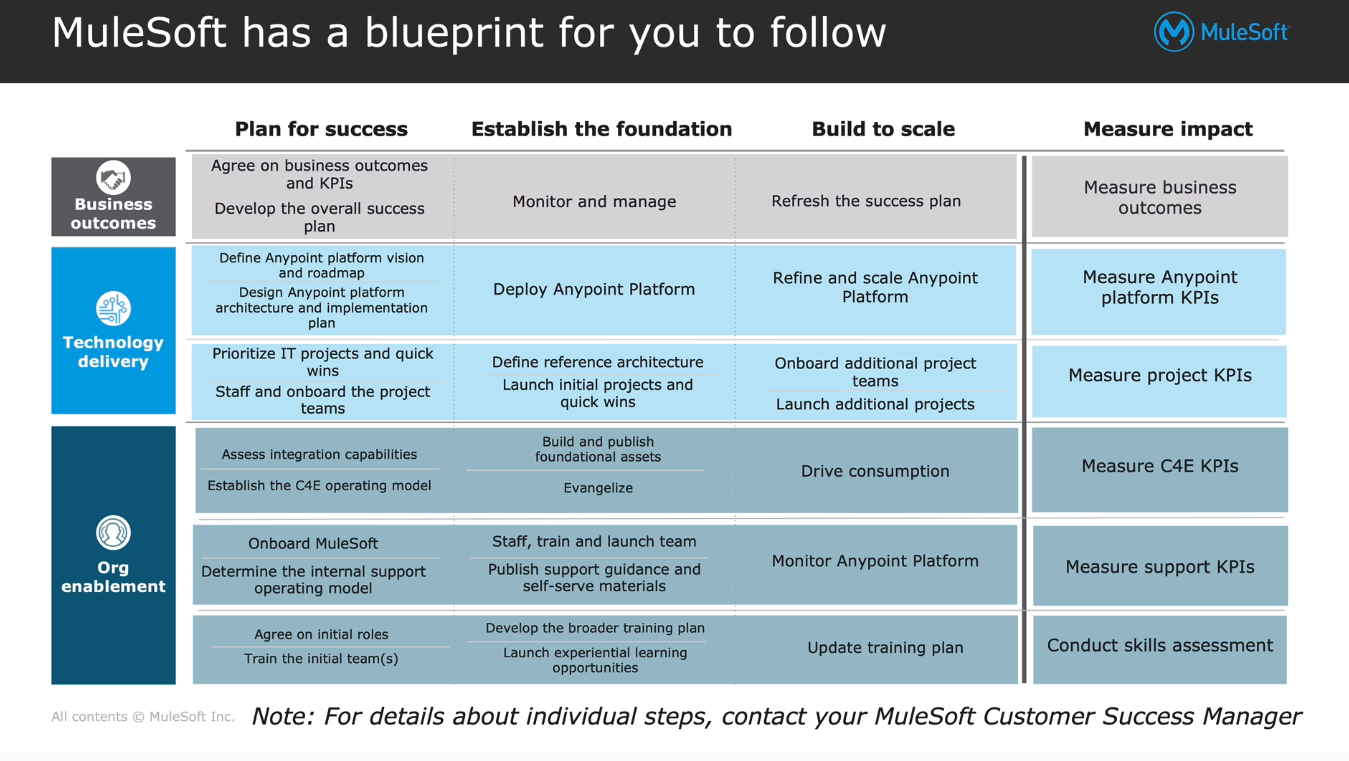 MuleSoft has a blueprint for you to follow
MuleSoft
Plan for success
Establish the foundation
Build to scale
Measure impact
Business
outcomes
Agree on business outcomes
and KPIs
Develop the overall success
plan
Monitor and manage
Refresh the success plan
Measure business
outcomes
Technology
delivery
Define Anypoint platform vision
and roadmap
Design Anypoint platform
architecture and implementation
plan
Deploy Anypoint Platform
Refine and scale Anypoint
Platform
Measure Anypoint
platform KPIs
Prioritize IT projects and quick
wins
Staff and onboard the project
teams
Define reference architecture
Launch initial projects and
quick wins
Onboard additional project
teams
Launch additional projects
Measure project KPIs
Org
enablement
Assess integration capabilities
Establish the C4E operating model
Build and publish
foundational assets
Evangelize
Drive consumption
Measure C4E KPIs
Onboard MuleSoft
Determine the internal support
operating model
Staff, train and launch team
Publish support guidance and
self-serve materials
Monitor Anypoint Platform
Measure support KPIs
Agree on initial roles
Train the initial team(s)
Develop the broader training plan
Launch experiential learning
opportunities
Update training plan
Conduct skills assessment
All contents © MuleSoft Inc.
Note: For details about individual steps, contact your MuleSoft Customer Success Manager